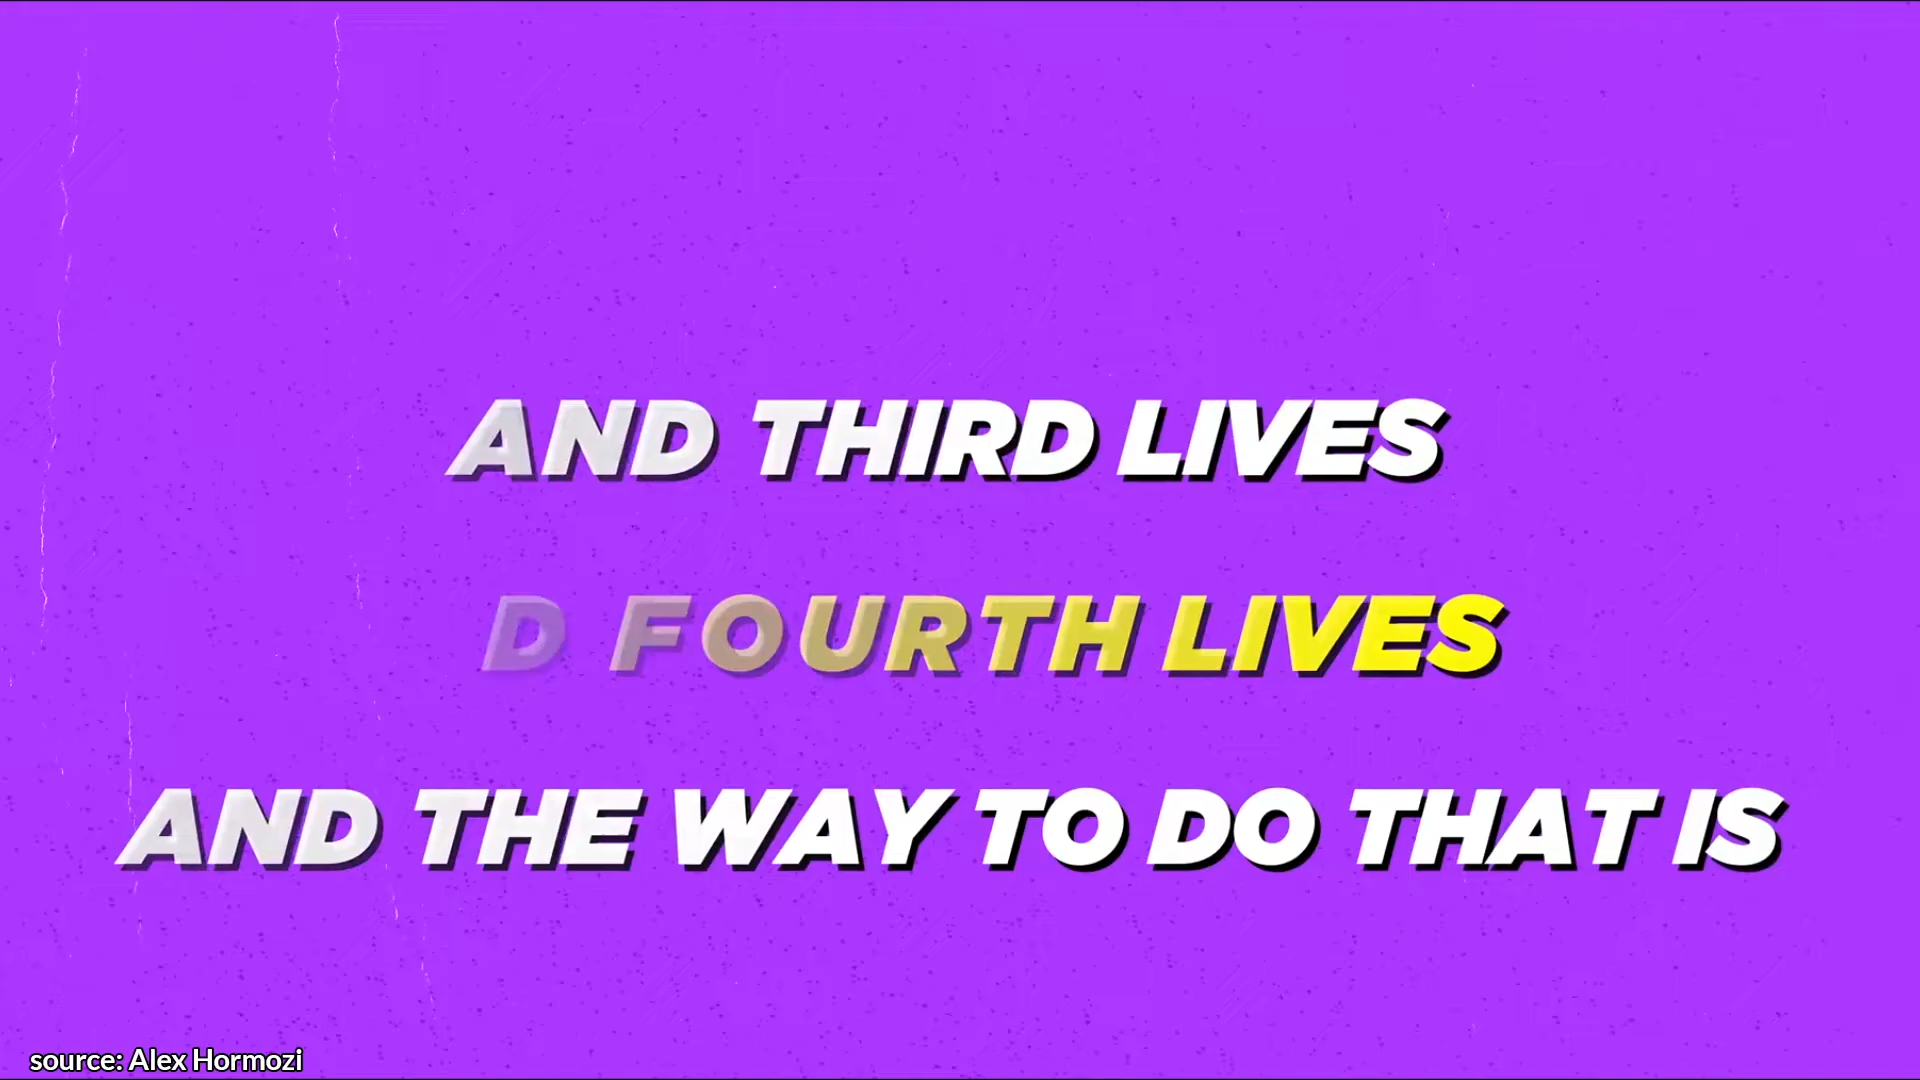 AND THIRD LIVES
D FOURTH LIVES
AND THE WAY TO DO THAT IS
source: Alex Hormozi